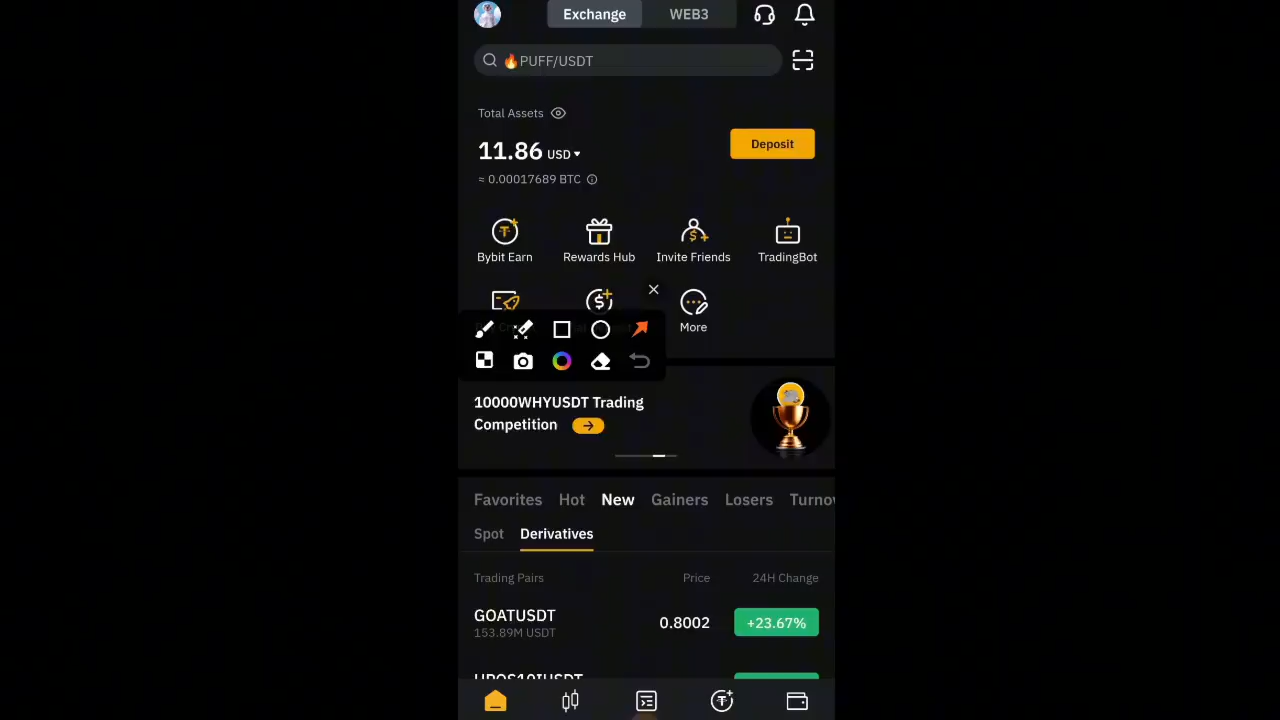 Exchange WEB3
🔥PUFF/USDT
Total Assets
11.86 USD
Deposit
≈ 0.00017689 BTC
Bybit Earn Rewards Hub Invite Friends TradingBot
More
10000WHYUSDT Trading
Competition
Favorites Hot New Gainers Losers
Spot Derivatives
Trading Pairs Price 24H Change
GOATUSDT 0.8002 +23.67%
153.89M USDT